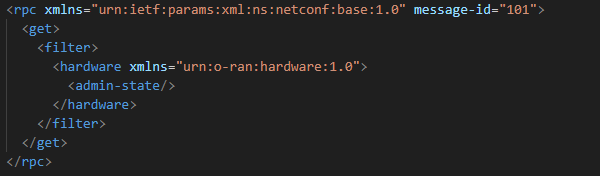 <rpc xmlns="urn:ietf:params:xml:ns:netconf:base:1.0" message-id="101">
  <get>
    <filter>
      <hardware xmlns="urn:o-ran:hardware:1.0">
        <admin-state/>
      </hardware>
    </filter>
  </get>
</rpc>